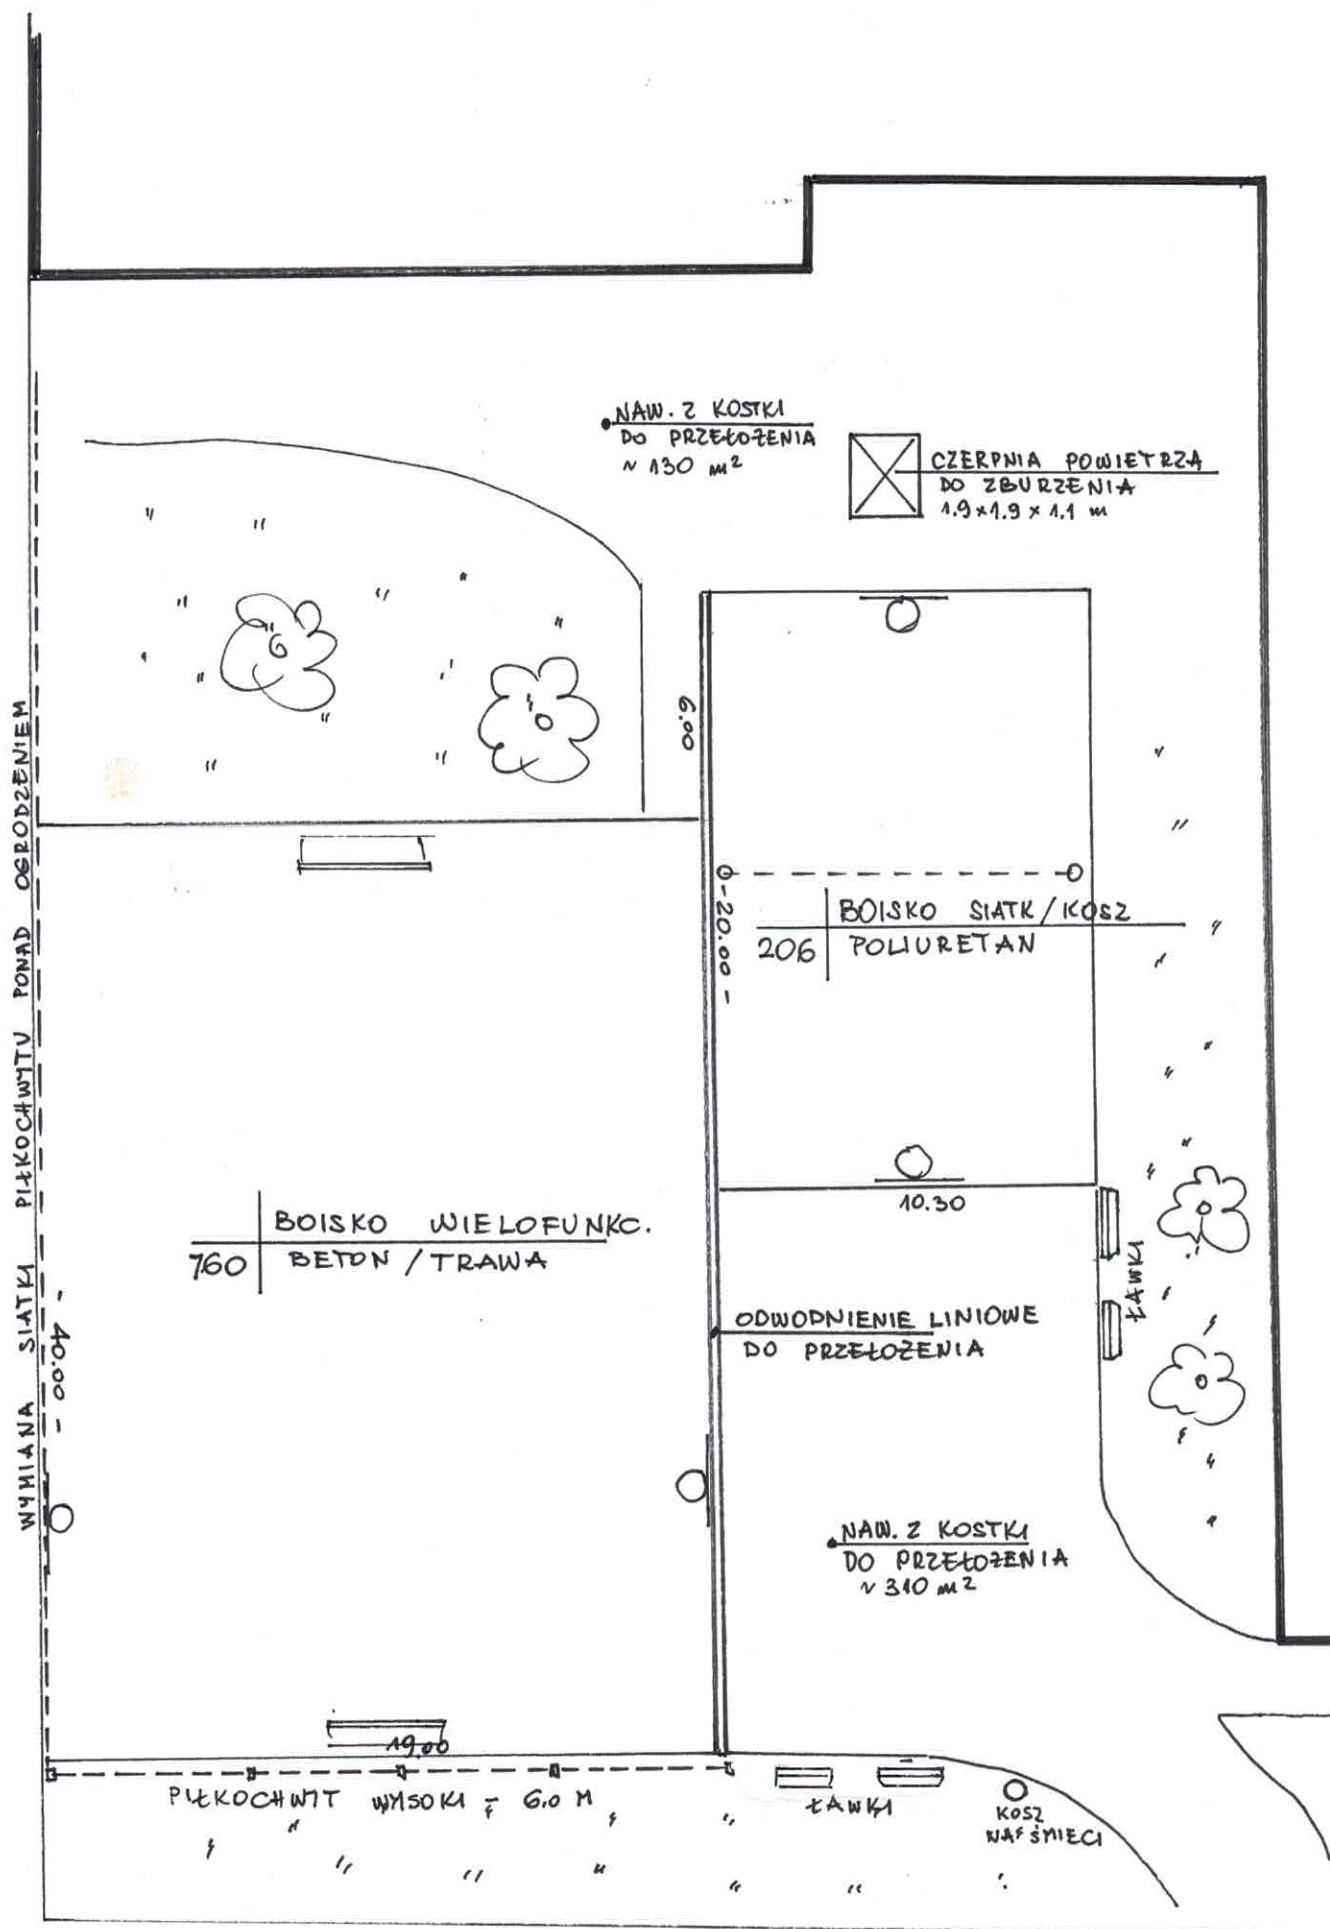 NAW. Z KOSTKI
DO PRZEŁOŻENIA
~ 130 m²
CZERPNIA POWIETRZA
DO ZBURZENIA
1.9 x 1.9 x 1.1 m
6.00
-20.00-
BOISKO SIATK/KOSZ
206 POLIURETAN
10.30
WYMIANA SIATKI PIŁKOCHWYTU PONAD OGRODZENIEM
BOISKO WIELOFUNKC.
760 BETON / TRAWA
- 40.00 -
ŁAWKI
ODWODNIENIE LINIOWE
DO PRZEŁOŻENIA
NAW. Z KOSTKI
DO PRZEŁOŻENIA
~ 310 m²
19.00
PIŁKOCHWYT WYSOKI - 6.0 M
ŁAWKI
KOSZ
NA ŚMIECI